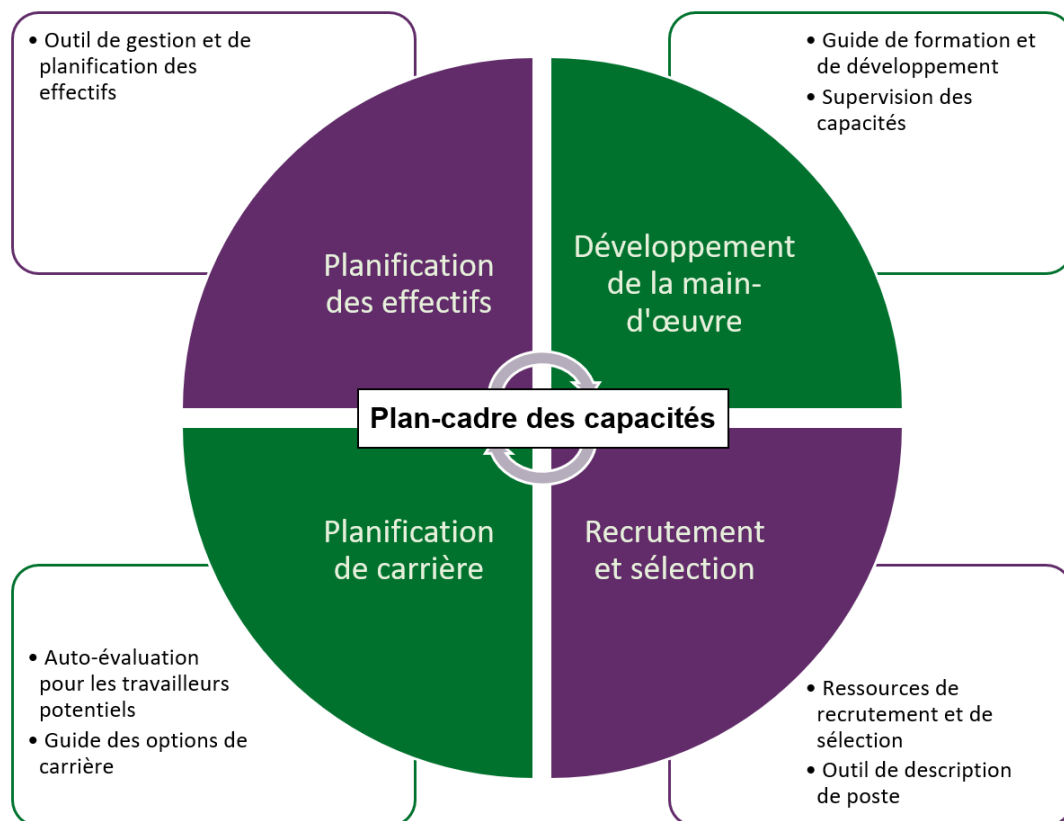 • Outil de gestion et de
planification des
effectifs
• Guide de formation et
de développement
• Supervision des
capacités
Planification
des effectifs
Développement
de la main-
d'œuvre
Plan-cadre des capacités
Planification
de carrière
Recrutement
et sélection
• Auto-évaluation
pour les travailleurs
potentiels
• Guide des options de
carrière
• Ressources de
recrutement et de
sélection
• Outil de description
de poste